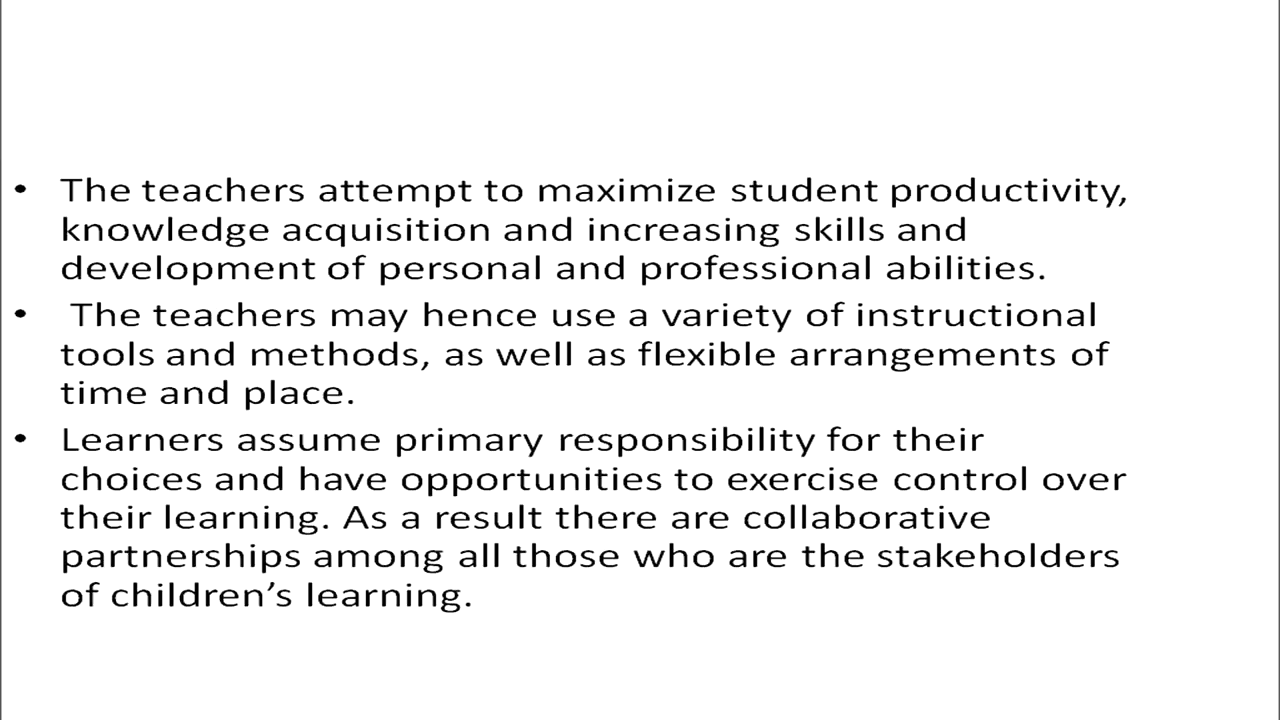 • The teachers attempt to maximize student productivity,
knowledge acquisition and increasing skills and
development of personal and professional abilities.
• The teachers may hence use a variety of instructional
tools and methods, as well as flexible arrangements of
time and place.
• Learners assume primary responsibility for their
choices and have opportunities to exercise control over
their learning. As a result there are collaborative
partnerships among all those who are the stakeholders
of children’s learning.